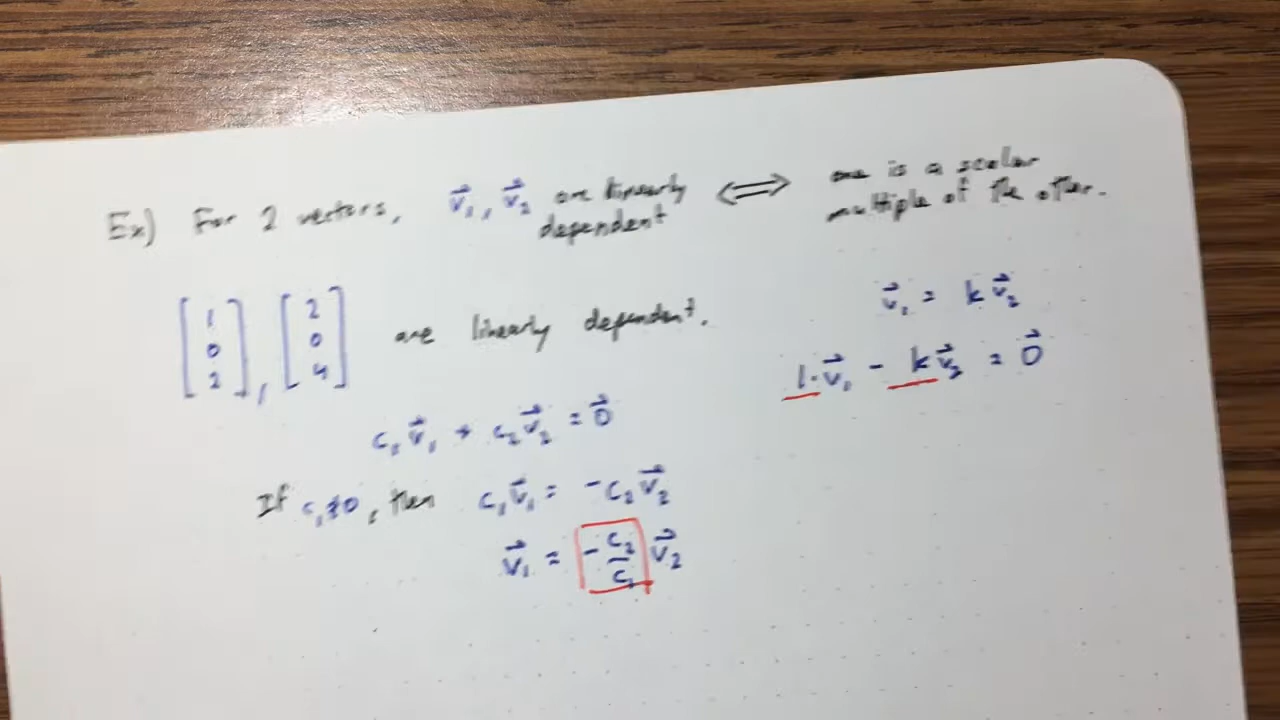 Ex) For 2 vectors, v⃗₁, v⃗₂ are linearly dependent ⟺ one is a scalar multiple of the other.
[1 0 2], [2 0 4] are linearly dependent.
v⃗₁ = k v⃗₂
1·v⃗₁ - k v⃗₂ = 0⃗
c₁v⃗₁ + c₂v⃗₂ = 0⃗
If c₁≠0, then c₁v⃗₁ = -c₂v⃗₂
v⃗₁ = -c₂/c₁ v⃗₂